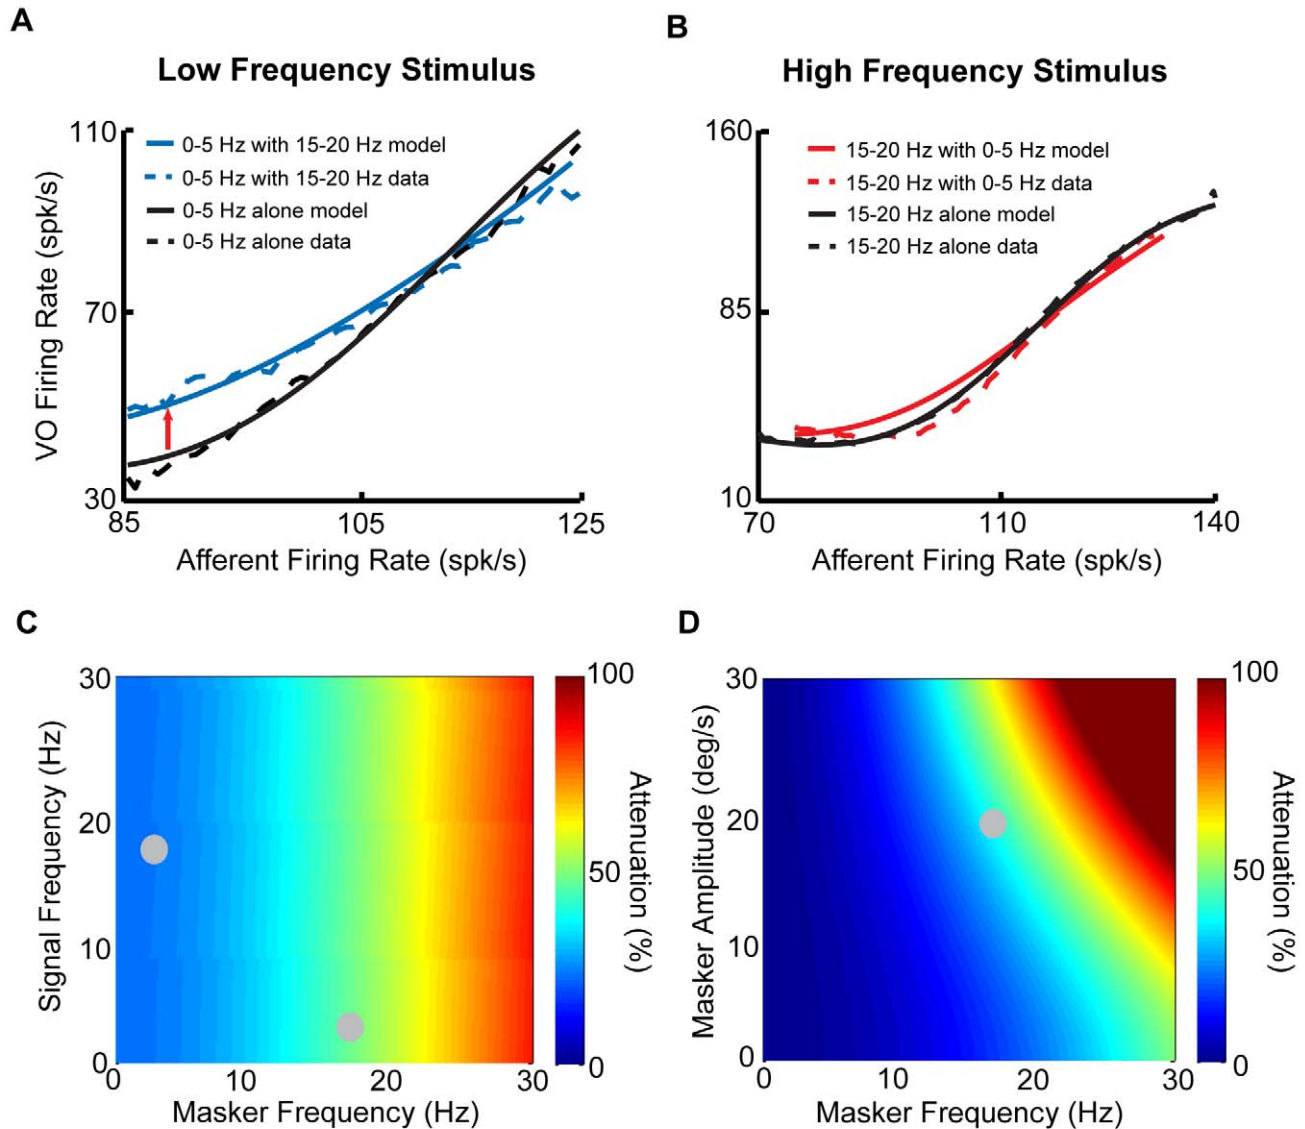 A
Low Frequency Stimulus
110
70
30
85
105
125
VO Firing Rate (spk/s)
Afferent Firing Rate (spk/s)
0-5 Hz with 15-20 Hz model
0-5 Hz with 15-20 Hz data
0-5 Hz alone model
0-5 Hz alone data
B
High Frequency Stimulus
160
85
10
70
110
140
Afferent Firing Rate (spk/s)
15-20 Hz with 0-5 Hz model
15-20 Hz with 0-5 Hz data
15-20 Hz alone model
15-20 Hz alone data
C
30
20
10
0
0
10
20
30
Signal Frequency (Hz)
Masker Frequency (Hz)
100
50
0
Attenuation (%)
D
30
20
10
0
0
10
20
30
Masker Amplitude (deg/s)
Masker Frequency (Hz)
100
50
0
Attenuation (%)